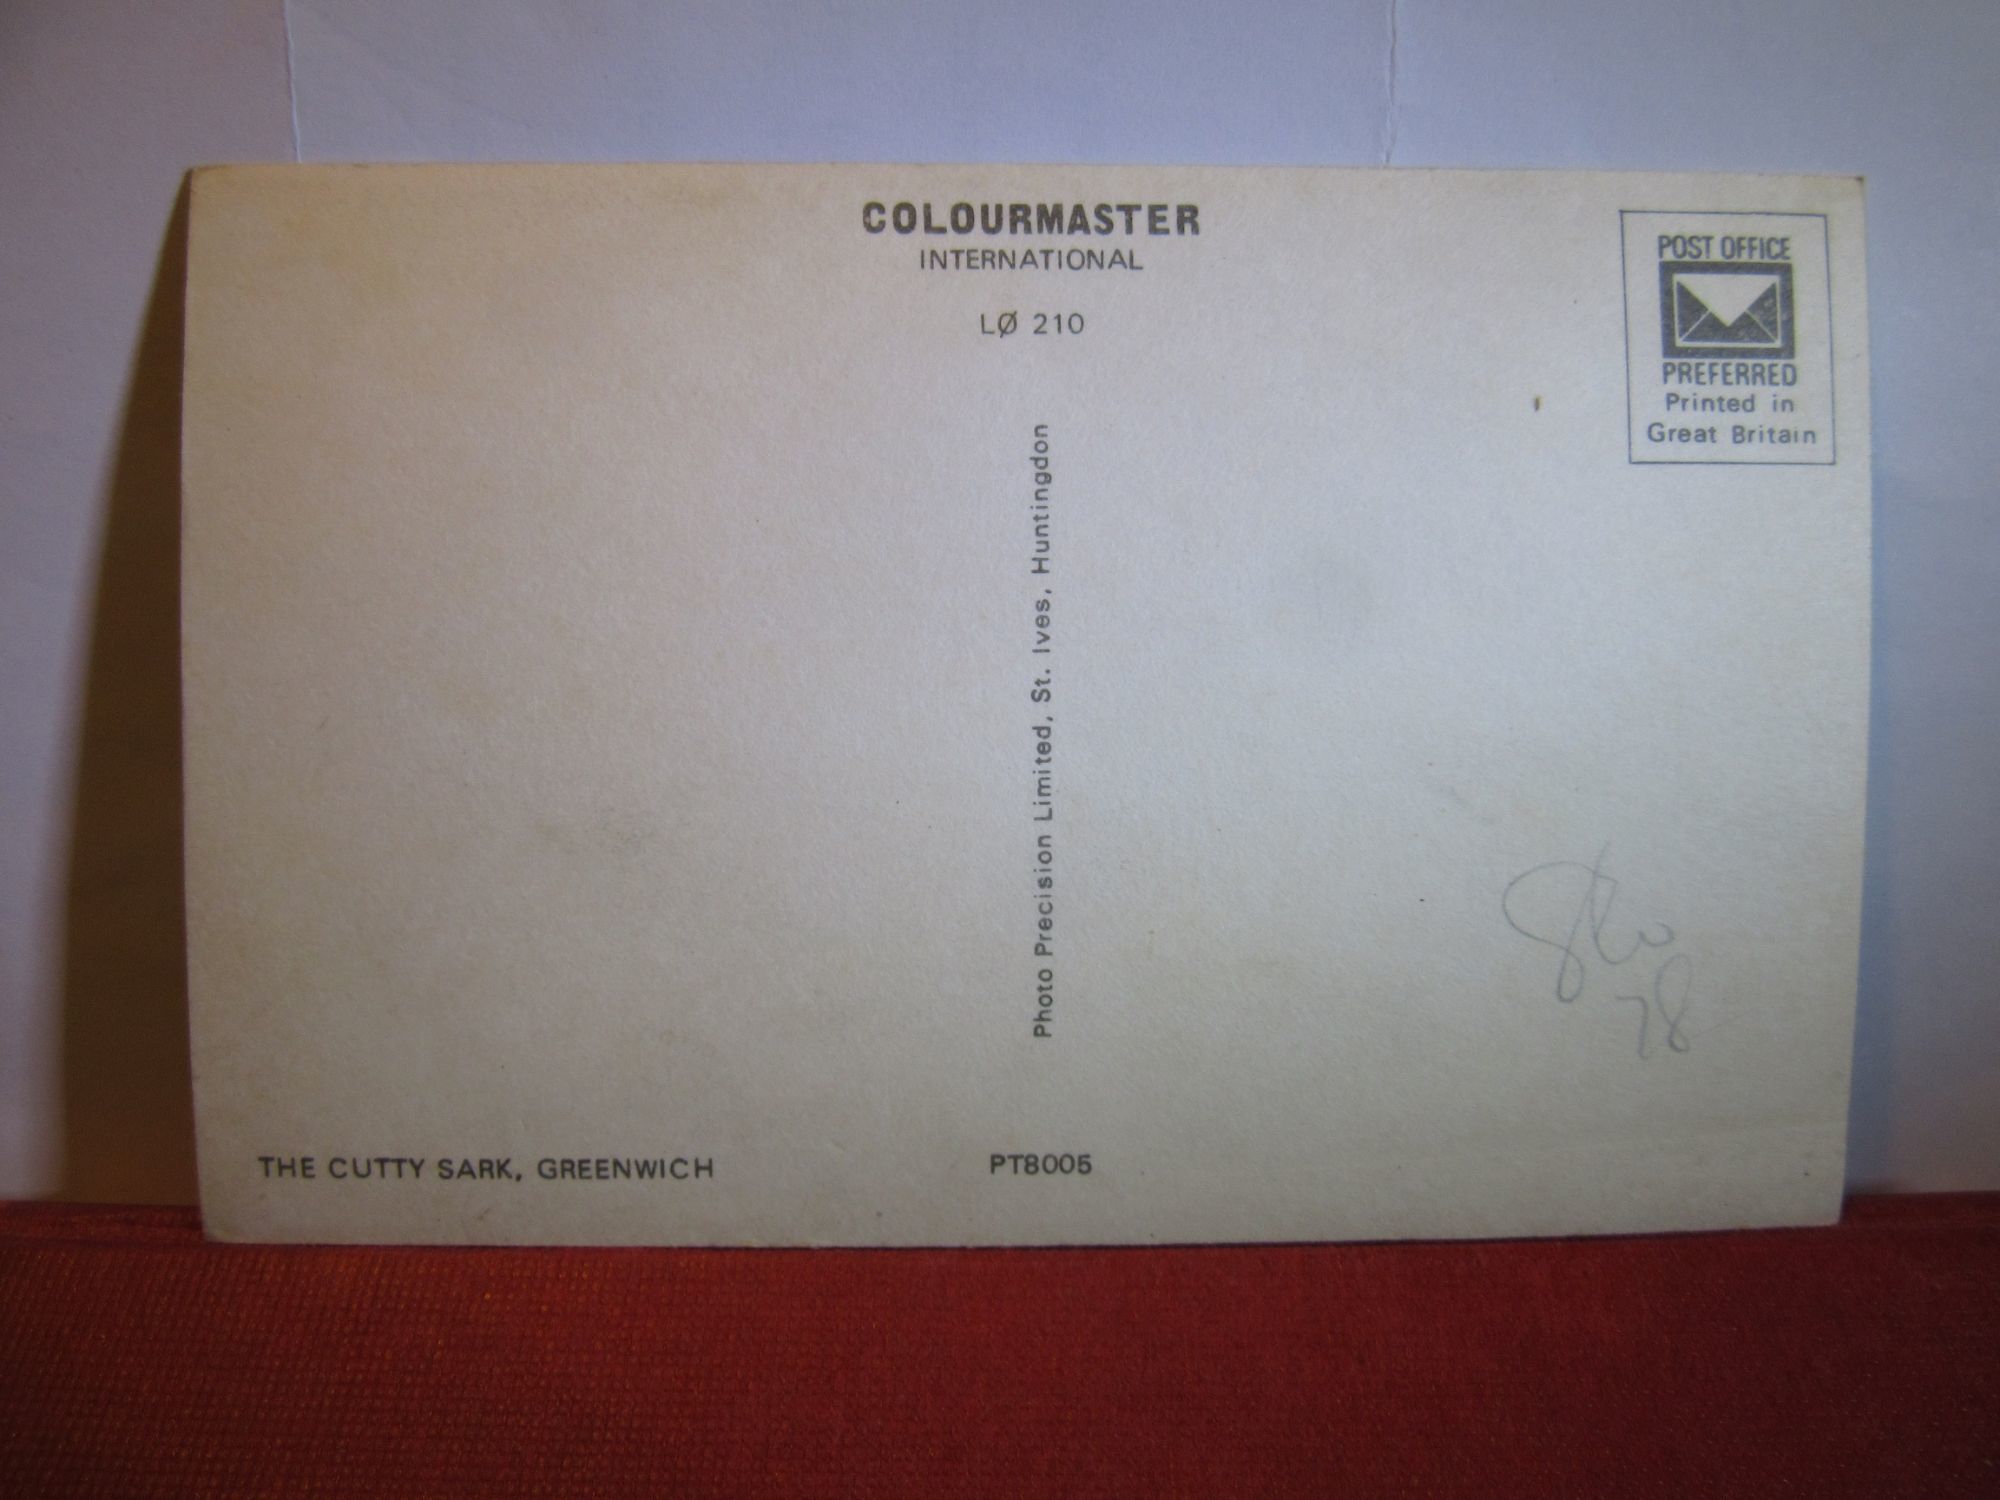 COLOURMASTER
INTERNATIONAL
LØ 210
POST OFFICE
PREFERRED
Printed in
Great Britain
Photo Precision Limited, St. Ives, Huntingdon
78
THE CUTTY SARK, GREENWICH
PT8005